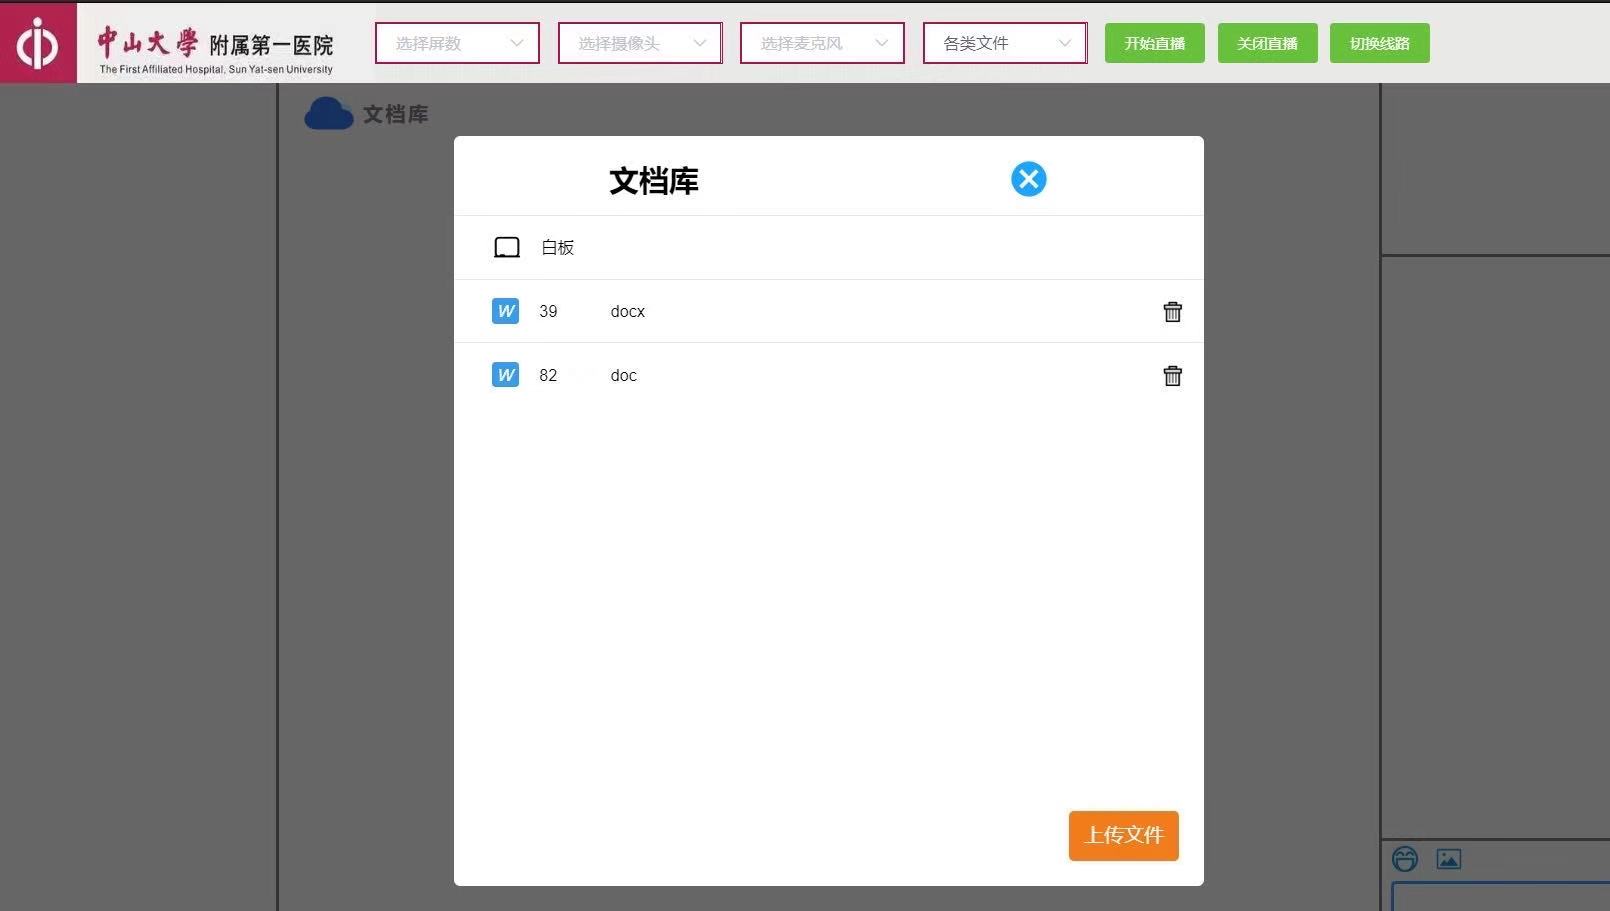 中山大學 附属第一医院
The First Affiliated Hospital, Sun Yat-sen University
选择屏数
选择摄像头
选择麦克风
各类文件
开始直播
关闭直播
切换线路
文档库
文档库
白板
W 39 docx
W 82 doc
上传文件